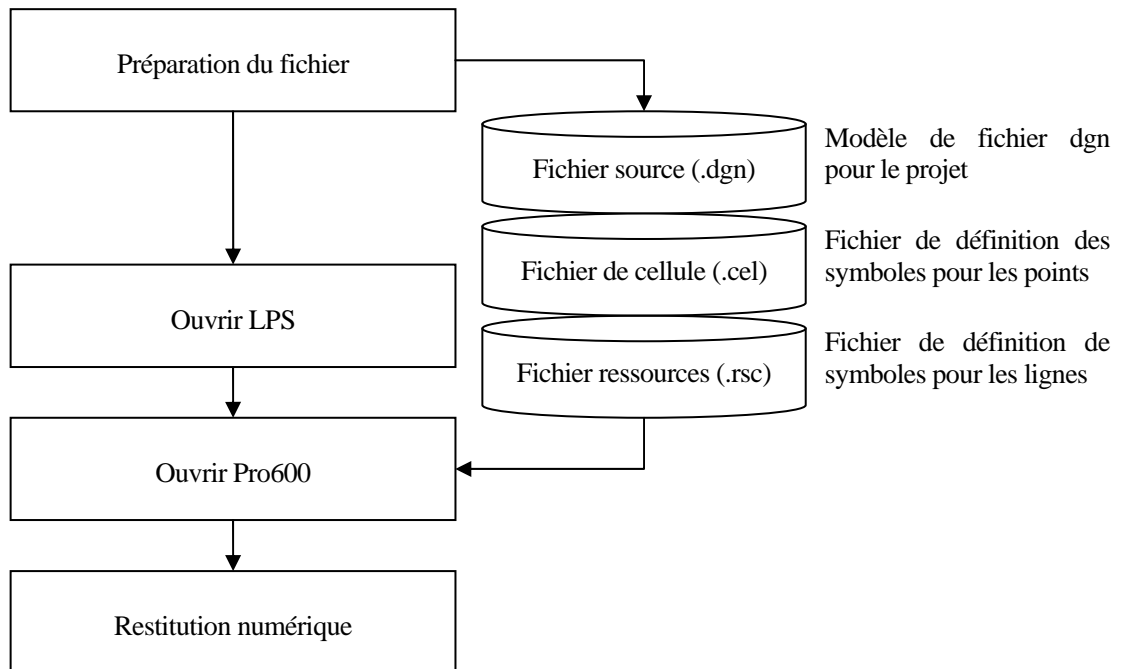 Préparation du fichier
Fichier source (.dgn)
Modèle de fichier dgn
pour le projet
Fichier de cellule (.cel)
Fichier de définition des
symboles pour les points
Ouvrir LPS
Fichier ressources (.rsc)
Fichier de définition de
symboles pour les lignes
Ouvrir Pro600
Restitution numérique